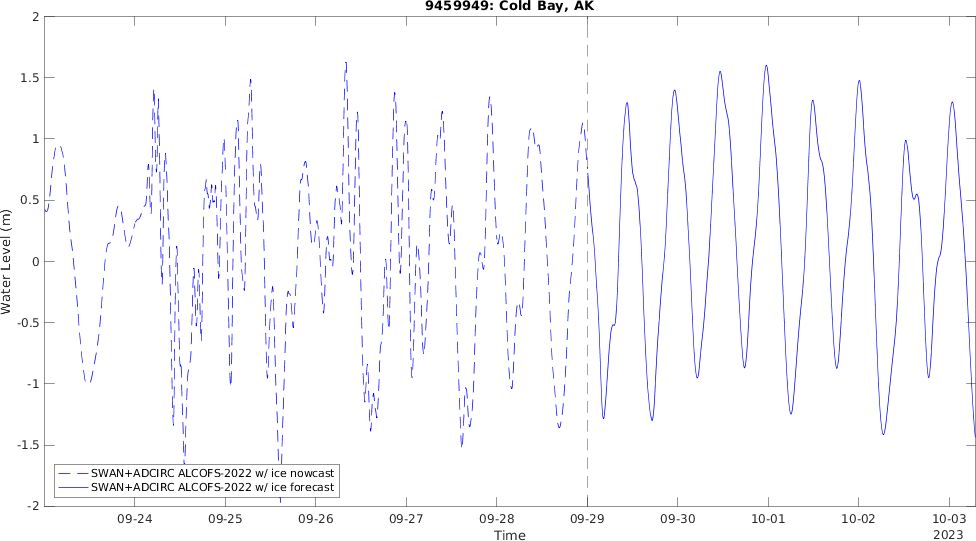 9459949: Cold Bay, AK
2
1.5
1
0.5
0
-0.5
-1
-1.5
-2
Water Level (m)
SWAN+ADCIRC ALCOFS-2022 w/ ice nowcast
SWAN+ADCIRC ALCOFS-2022 w/ ice forecast
09-24 09-25 09-26 09-27 09-28 09-29 09-30 10-01 10-02 10-03
2023
Time